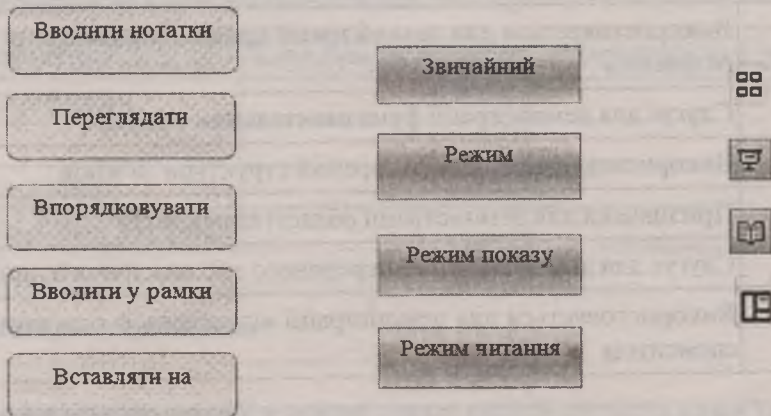 Вводити нотатки
Переглядати
Впорядковувати
Вводити у рамки
Вставляти на
Звичайний
Режим
Режим показу
Режим читання